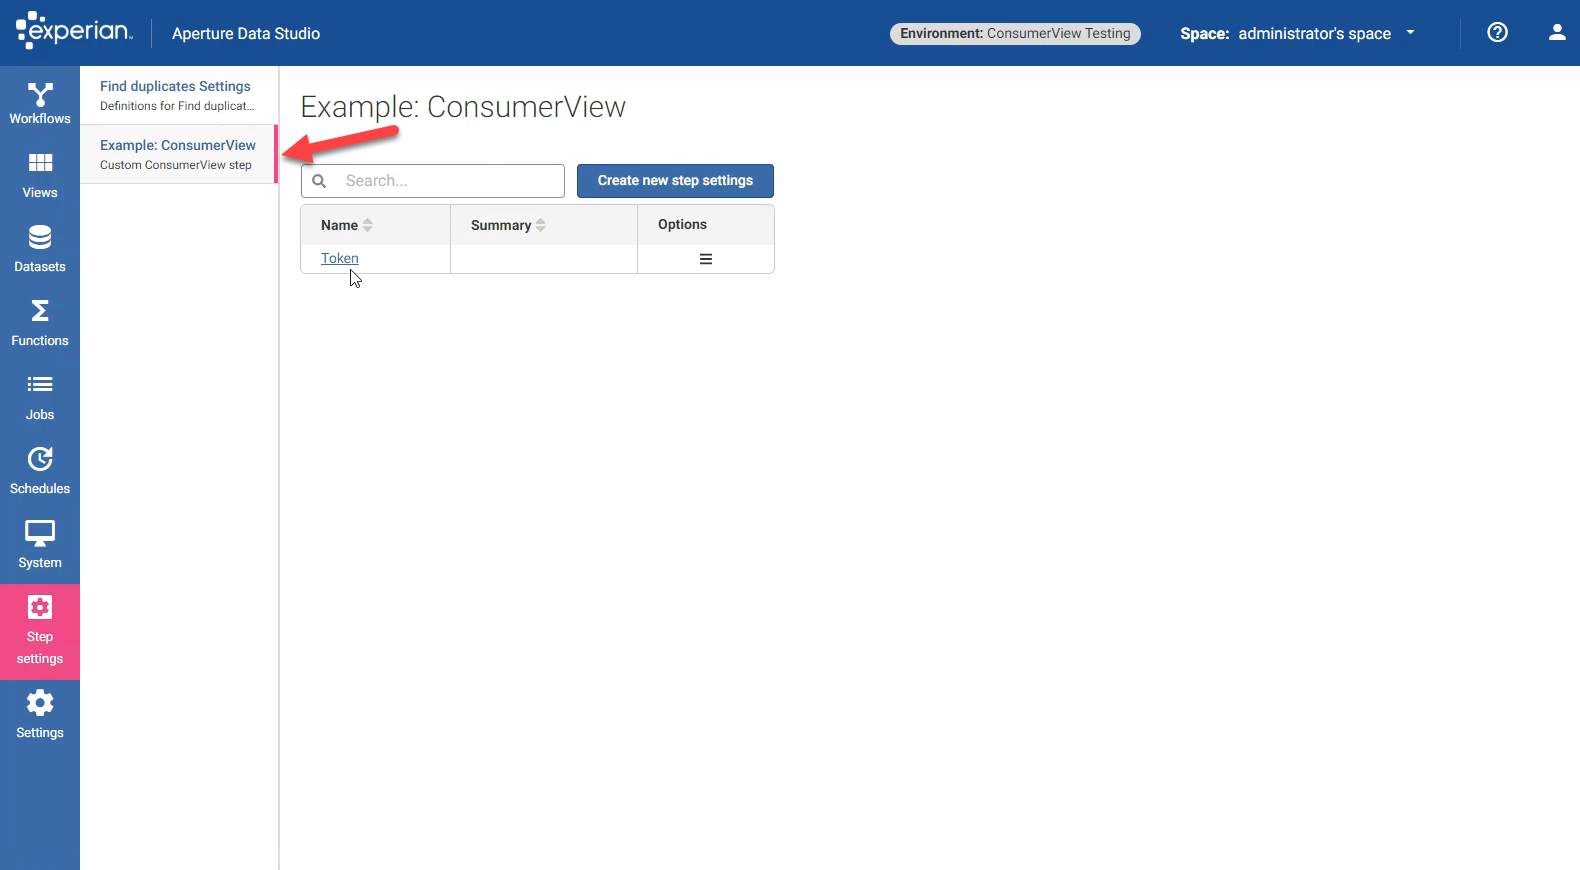 experian.
Aperture Data Studio
Environment: ConsumerView Testing
Space: administrator's space
Workflows
Views
Datasets
Functions
Jobs
Schedules
System
Step
settings
Settings
Find duplicates Settings
Definitions for Find duplicat...
Example: ConsumerView
Custom ConsumerView step
Example: ConsumerView
Search...
Create new step settings
Name
Summary
Options
Token